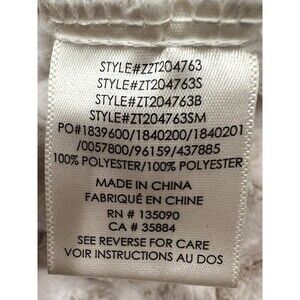 STYLE#ZZT204763
STYLE#ZT204763S
STYLE#ZT204763B
STYLE#ZT204763SM
PO#1839600/1840200/1840201
/0057800/96159/437885
100% POLYESTER/100% POLYESTER
MADE IN CHINA
FABRIQUÉ EN CHINE
RN # 135090
CA # 35884
SEE REVERSE FOR CARE
VOIR INSTRUCTIONS AU DOS